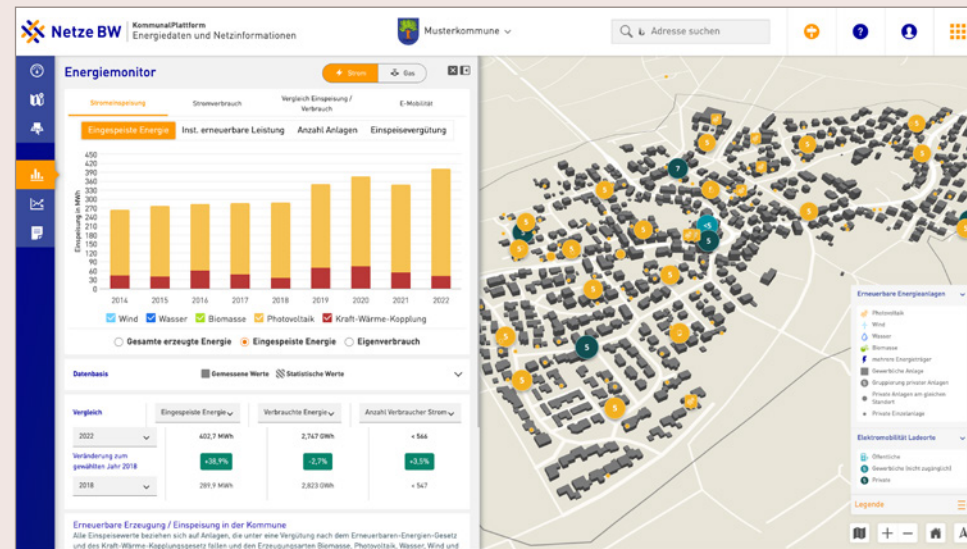 Netze BW
KommunalPlattform
Energiedaten und Netzinformationen
Musterkommune
Adresse suchen
?
Energiemonitor
Strom
Gas
Stromeinspeisung
Stromverbrauch
Vergleich Einspeisung /
Verbrauch
E-Mobilität
Eingespeiste Energie
Inst. erneuerbare Leistung
Anzahl Anlagen
Einspeisevergütung
Einspeisung in MWh
450
420
390
360
330
300
270
240
210
180
150
120
90
60
30
0
2014 2015 2016 2017 2018 2019 2020 2021 2022
Wind Wasser Biomasse Photovoltaik Kraft-Wärme-Kopplung
Gesamte erzeugte Energie Eingespeiste Energie Eigenverbrauch
Datenbasis Gemessene Werte Statistische Werte
Vergleich Eingespeiste Energie Verbrauchte Energie Anzahl Verbraucher Strom
2022 402,7 MWh 2,747 GWh < 566
Veränderung zum
gewählten Jahr 2018
+38,9% -2,7% +3,5%
2018 289,9 MWh 2,823 GWh < 547
Erneuerbare Erzeugung / Einspeisung in der Kommune
Alle Einspeisewerte beziehen sich auf Anlagen, die unter eine Vergütung nach dem Erneuerbaren-Energien-Gesetz
und des Kraft-Wärme-Kopplungsgesetz fallen und den Erzeugungsarten Biomasse, Photovoltaik, Wasser, Wind und
Erneuerbare Energieanlagen
Photovoltaik
Wind
Wasser
Biomasse
mehrere Energieträger
Gewerbliche Anlage
Gruppierung privater Anlagen
Private Anlagen am gleichen
Standort
Private Einzelanlage
Elektromobilität Ladeorte
Öffentliche
Gewerbliche (nicht zugänglich)
Private
Legende